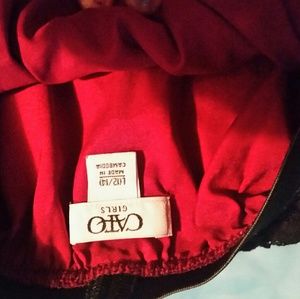 CATO
GIRLS
L(12/14)
MADE IN
CAMBODIA